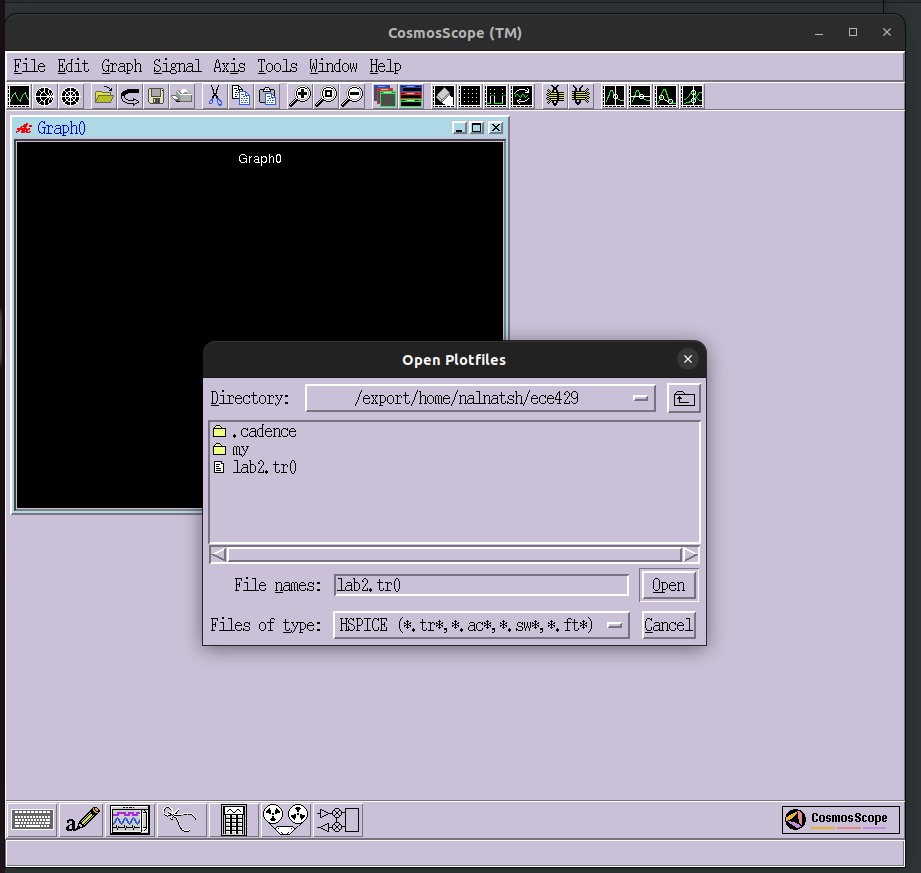 CosmosScope (TM)
File Edit Graph Signal Axis Tools Window Help
Graph0
Graph0
Open Plotfiles
Directory: /export/home/nalnatsh/ece429
.cadence
my
lab2.tr0
File names: lab2.tr0 Open
Files of type: HSPICE (*.tr*,*.ac*,*.sw*,*.ft*) Cancel
a
CosmosScope